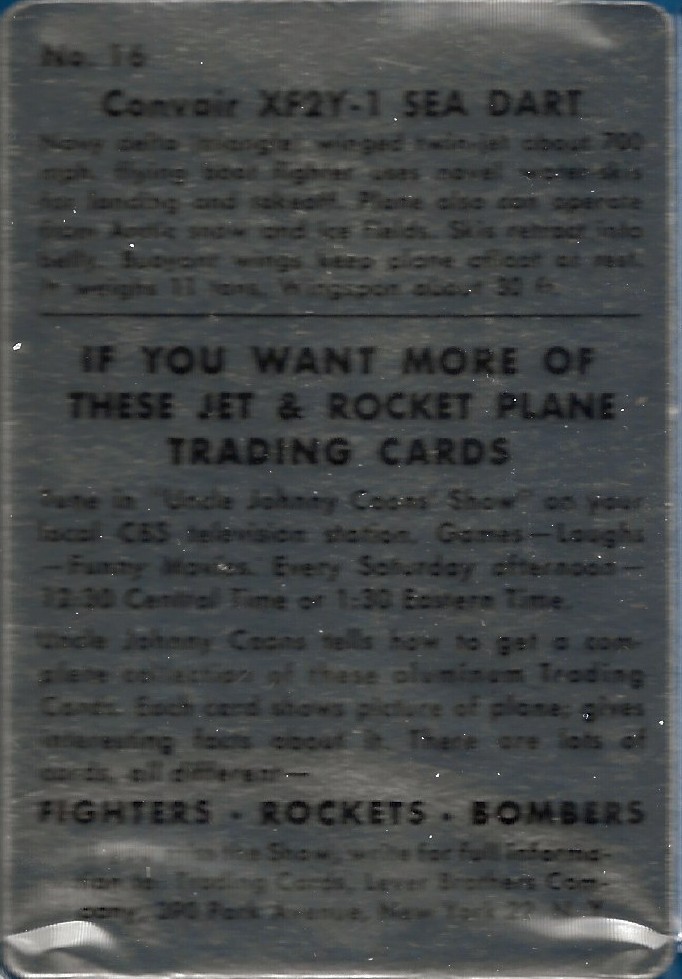 No. 16
Convair XF2Y-1 SEA DART
Navy delta (triangle) winged twin-jet about 700
mph. flying boat fighter uses novel water-skis
for landing and takeoff. Plane also can operate
from Arctic snow and Ice Fields. Skis retract into
belly. Buoyant wings keep plane afloat at rest.
It weighs 11 tons, Wingspan about 30 ft.
IF YOU WANT MORE OF
THESE JET & ROCKET PLANE
TRADING CARDS
Tune in "Uncle Johnny Coons' Show" on your
local CBS television station. Games—Laughs
—Funny Movies. Every Saturday afternoon—
12:30 Central Time or 1:30 Eastern Time.
Uncle Johnny Coons tells how to get a com-
plete collection of these aluminum Trading
Cards. Each card shows picture of plane; gives
interesting facts about it. There are lots of
cards, all different—
FIGHTERS · ROCKETS · BOMBERS
to the Show, write for full informa-
tion to: Trading Cards, Lever Brothers Com-
pany, 390 Park Avenue, New York 22, N. Y.